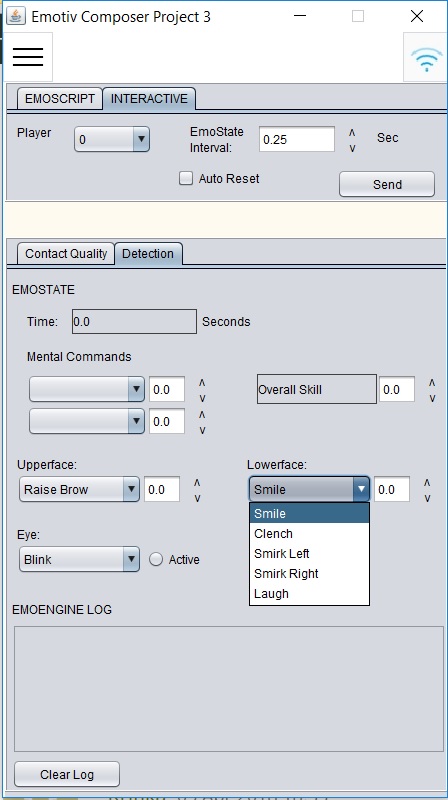 Emotiv Composer Project 3
EMOSCRIPT INTERACTIVE
Player 0 EmoState Interval: 0.25 Sec
Auto Reset Send
Contact Quality Detection
EMOSTATE
Time: 0.0 Seconds
Mental Commands
0.0 Overall Skill 0.0
0.0
Upperface: Lowerface:
Raise Brow 0.0 Smile 0.0
Smile
Clench
Smirk Left
Smirk Right
Laugh
Eye:
Blink Active
EMOENGINE LOG
Clear Log